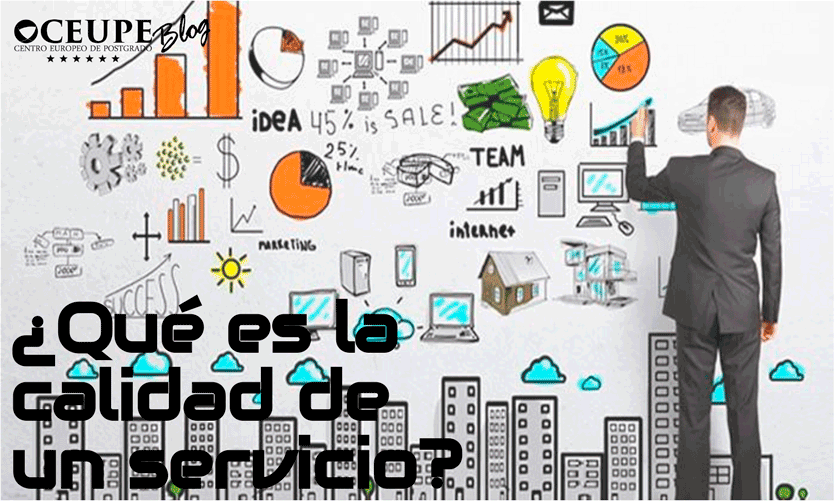 CEUPE Blog
CENTRO EUROPEO DE POSTGRADO
iDEA 45% is SALE!
25%
time
TEAM
MARKETING
internet
SUCCESS
¿Qué es la
calidad de
un servicio?